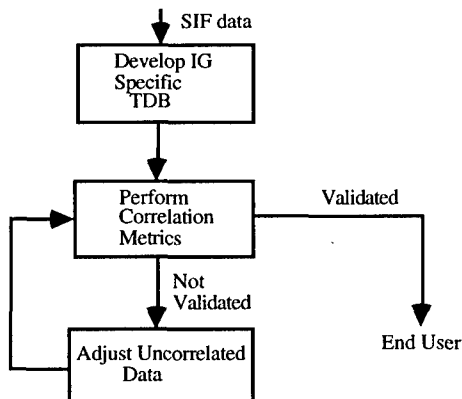 SIF data
Develop IG
Specific
TDB
Perform
Correlation
Metrics
Validated
Not
Validated
End User
Adjust Uncorrelated
Data